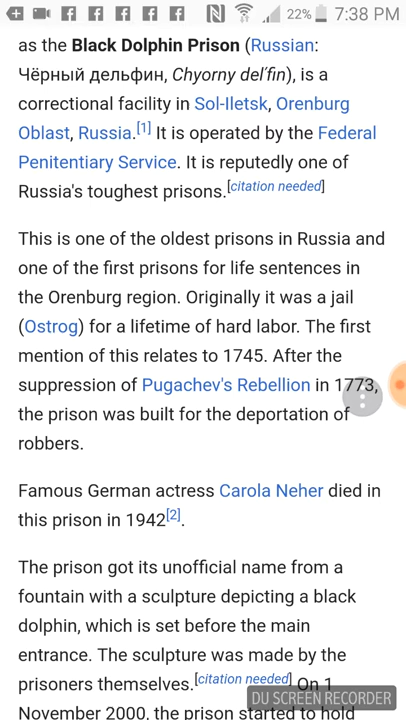 22% 7:38 PM
as the Black Dolphin Prison (Russian:
Чёрный дельфин, Chyorny del'fin), is a
correctional facility in Sol-Iletsk, Orenburg
Oblast, Russia.[1] It is operated by the Federal
Penitentiary Service. It is reputedly one of
Russia's toughest prisons.[citation needed]
This is one of the oldest prisons in Russia and
one of the first prisons for life sentences in
the Orenburg region. Originally it was a jail
(Ostrog) for a lifetime of hard labor. The first
mention of this relates to 1745. After the
suppression of Pugachev's Rebellion in 1773,
the prison was built for the deportation of
robbers.
Famous German actress Carola Neher died in
this prison in 1942[2].
The prison got its unofficial name from a
fountain with a sculpture depicting a black
dolphin, which is set before the main
entrance. The sculpture was made by the
prisoners themselves.[citation needed] On 1
November 2000, the prison started to hold
DU SCREEN RECORDER